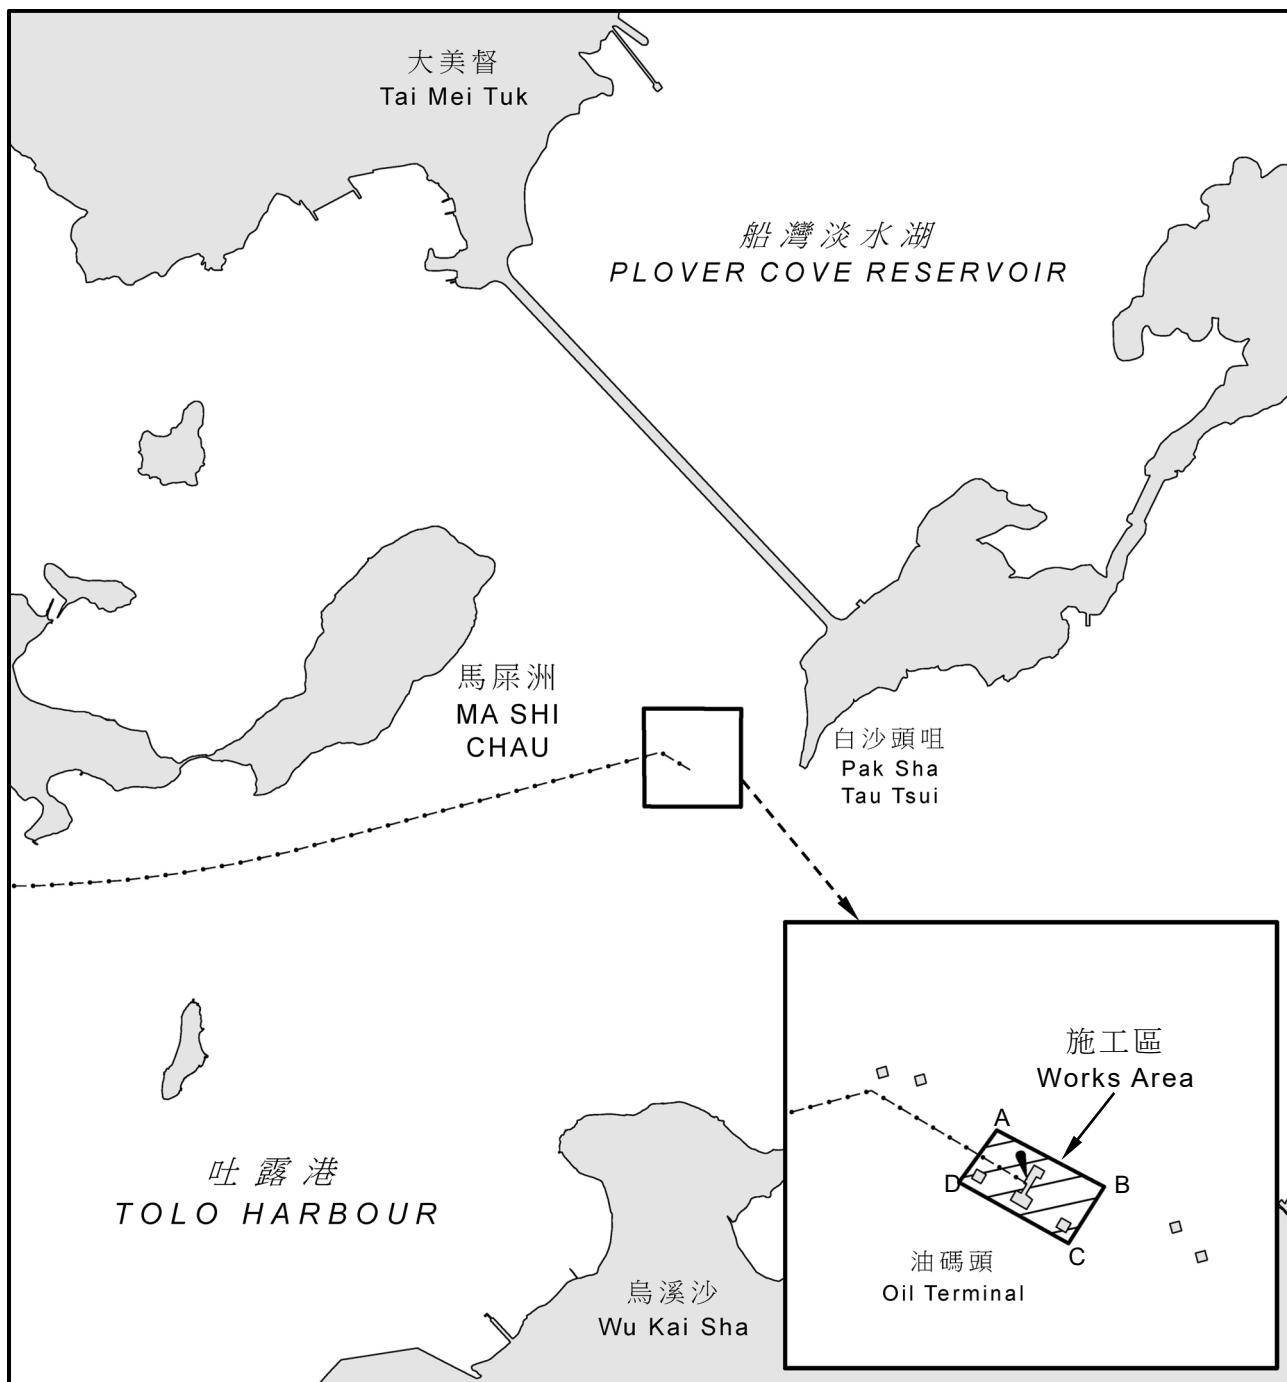 大美督
Tai Mei Tuk
船灣淡水湖
PLOVER COVE RESERVOIR
馬屎洲
MA SHI
CHAU
白沙頭咀
Pak Sha
Tau Tsui
施工區
Works Area
A
B
D
C
油碼頭
Oil Terminal
吐露港
TOLO HARBOUR
烏溪沙
Wu Kai Sha